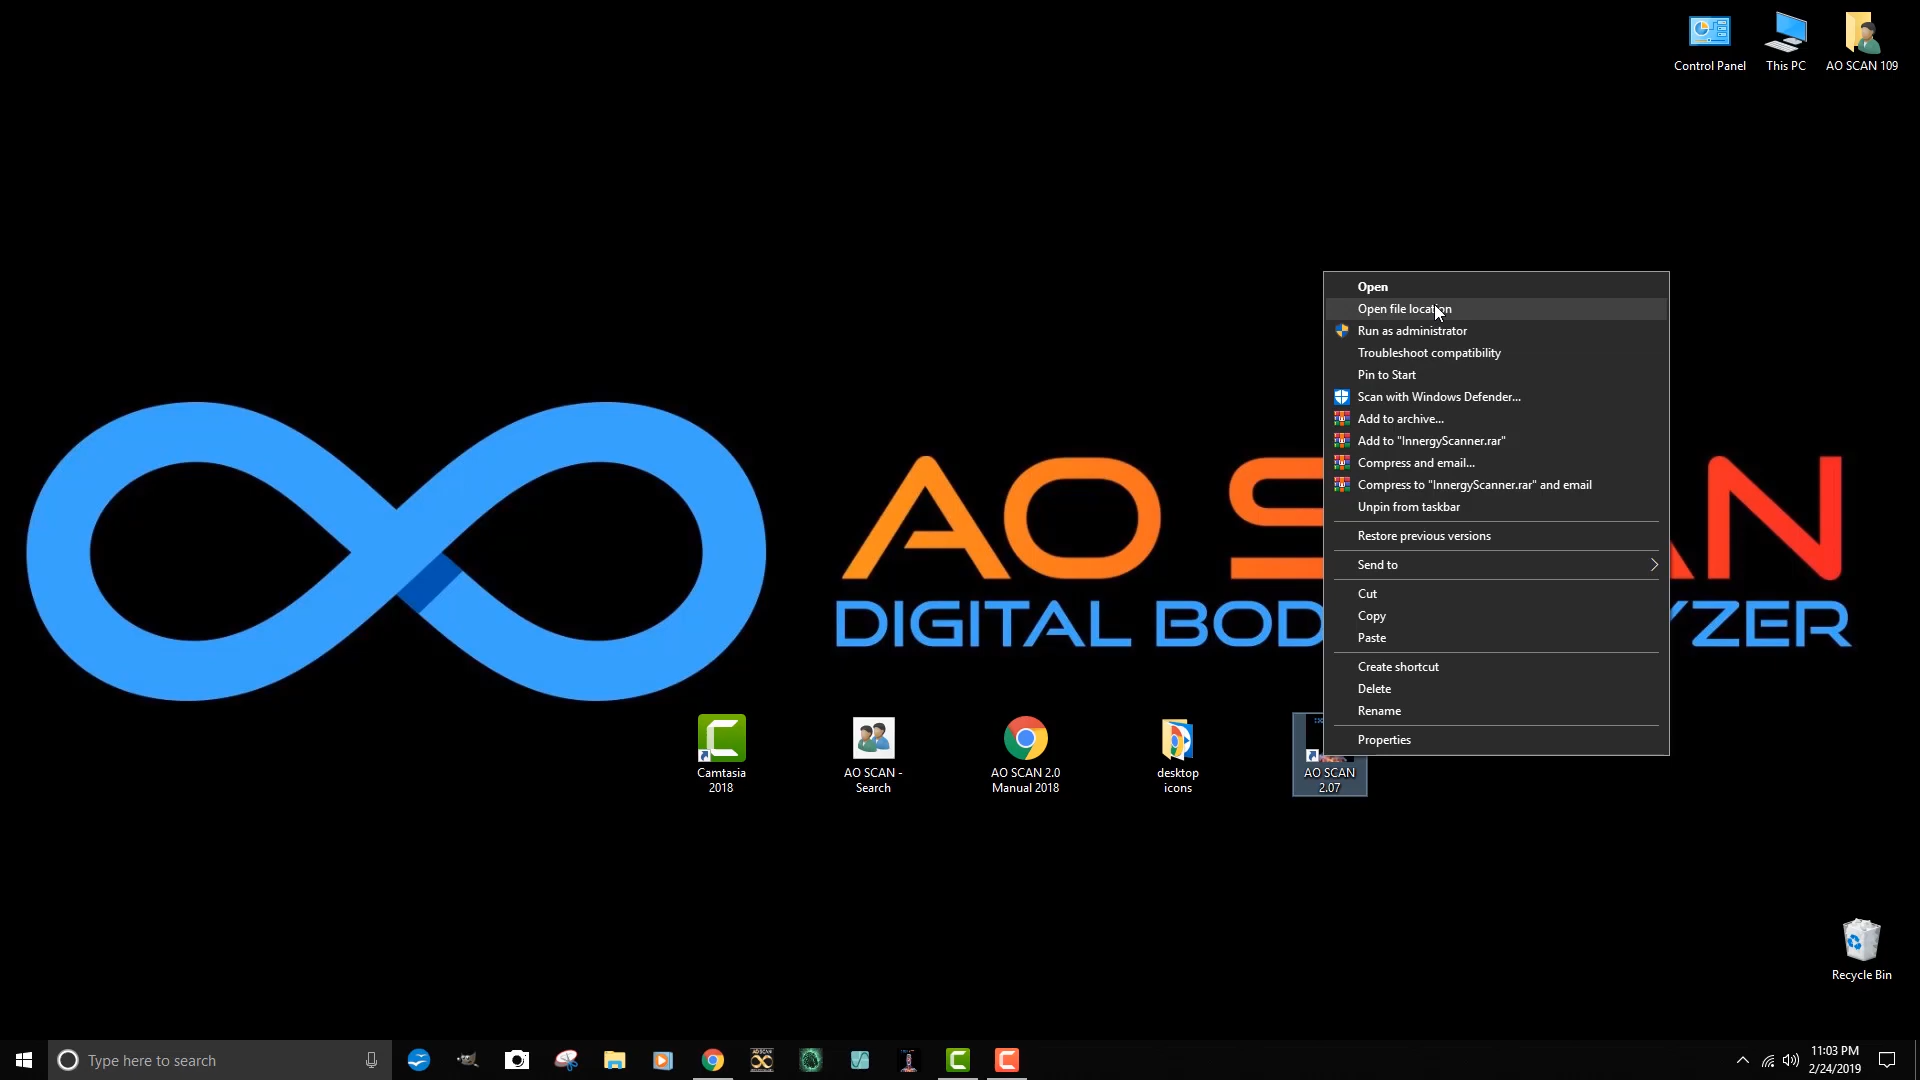 Control Panel
This PC
AO SCAN 109
Open
Open file location
Run as administrator
Troubleshoot compatibility
Pin to Start
Scan with Windows Defender...
Add to archive...
Add to "InnergyScanner.rar"
Compress and email...
Compress to "InnergyScanner.rar" and email
Unpin from taskbar
Restore previous versions
Send to
Cut
Copy
Paste
Create shortcut
Delete
Rename
Properties
AO S N
DIGITAL BOD YZER
Camtasia
2018
AO SCAN -
Search
AO SCAN 2.0
Manual 2018
desktop
icons
AO SCAN
2.07
Recycle Bin
Type here to search
11:03 PM
2/24/2019